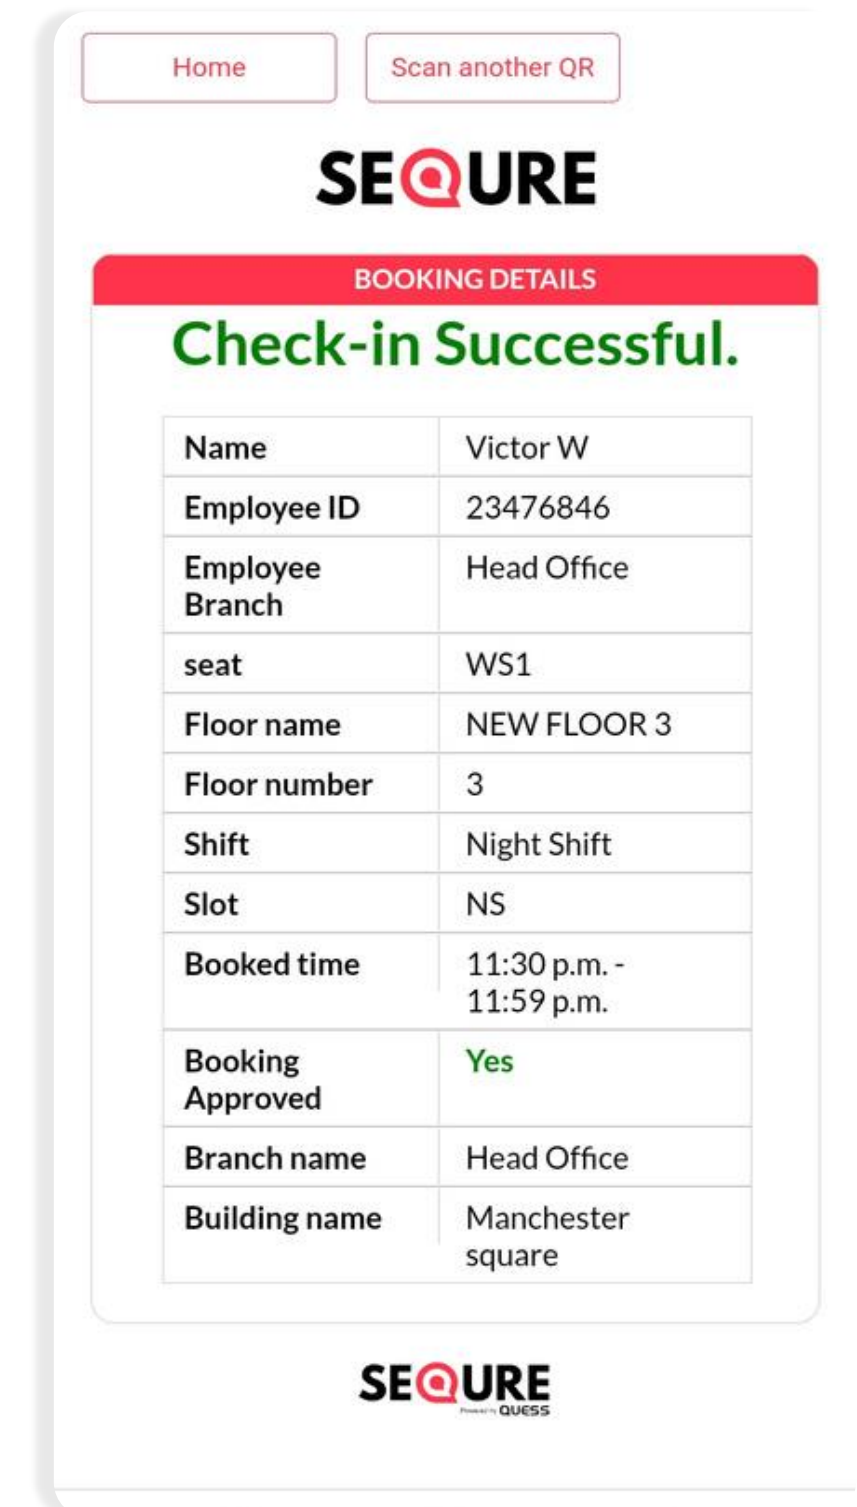 Home
Scan another QR
SEQURE
BOOKING DETAILS
Check-in Successful.
Name Victor W
Employee ID 23476846
Employee Branch Head Office
seat WS1
Floor name NEW FLOOR 3
Floor number 3
Shift Night Shift
Slot NS
Booked time 11:30 p.m. -
11:59 p.m.
Booking Approved Yes
Branch name Head Office
Building name Manchester
square
SEQURE
Powered by QUESS